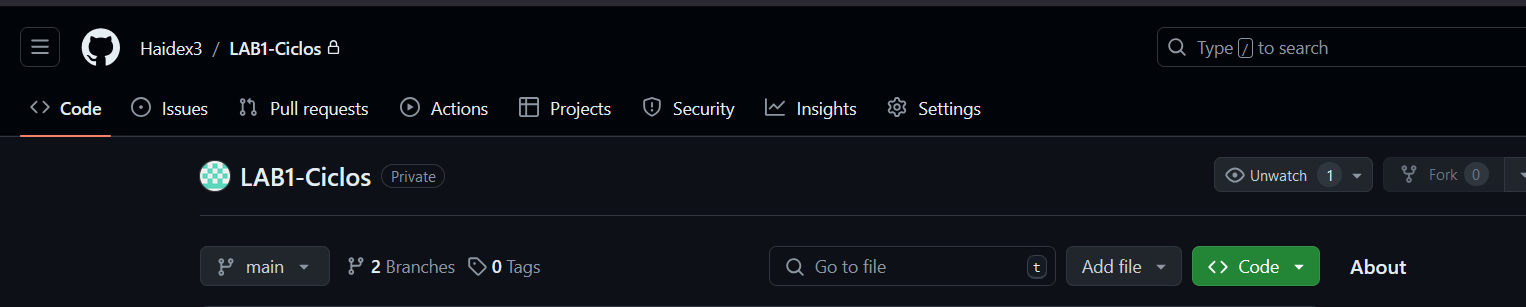 Haidex3 / LAB1-Ciclos Type / to search
Code Issues Pull requests Actions Projects Security Insights Settings
LAB1-Ciclos Private Unwatch 1 Fork 0
main 2 Branches 0 Tags Go to file t Add file Code About